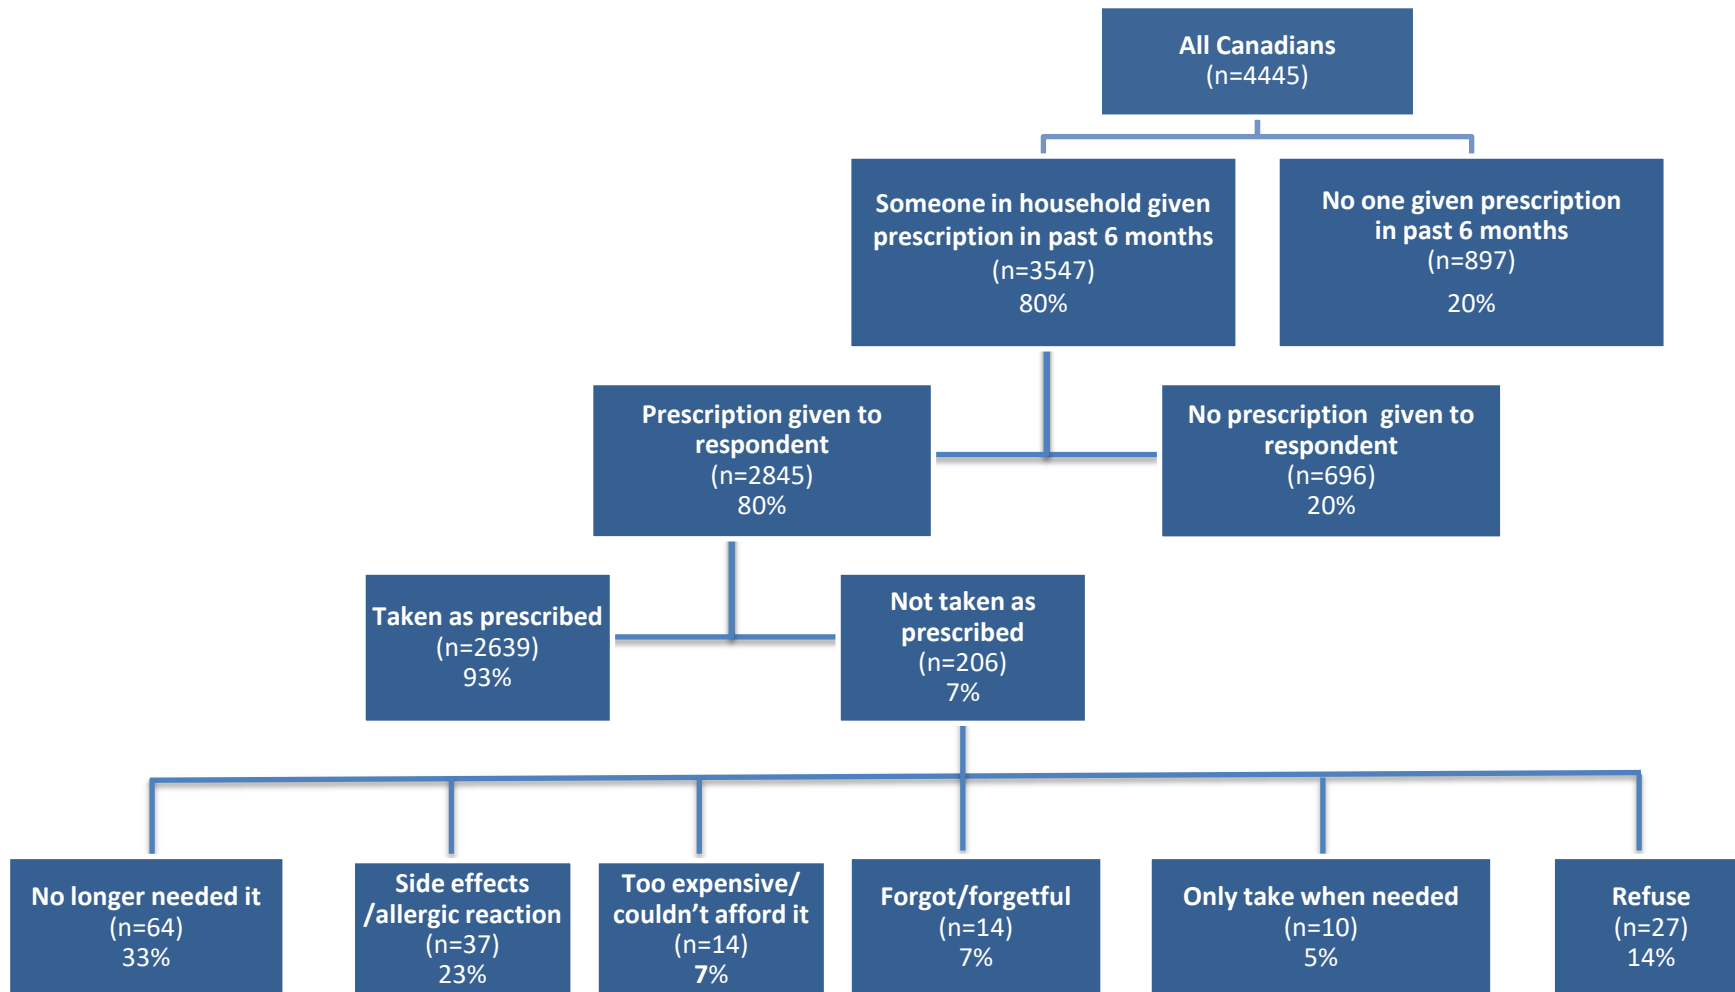 All Canadians
(n=4445)
Someone in household given
prescription in past 6 months
(n=3547)
80%
No one given prescription
in past 6 months
(n=897)
20%
Prescription given to
respondent
(n=2845)
80%
No prescription given to
respondent
(n=696)
20%
Taken as prescribed
(n=2639)
93%
Not taken as
prescribed
(n=206)
7%
No longer needed it
(n=64)
33%
Side effects
/allergic reaction
(n=37)
23%
Too expensive/
couldn’t afford it
(n=14)
7%
Forgot/forgetful
(n=14)
7%
Only take when needed
(n=10)
5%
Refuse
(n=27)
14%